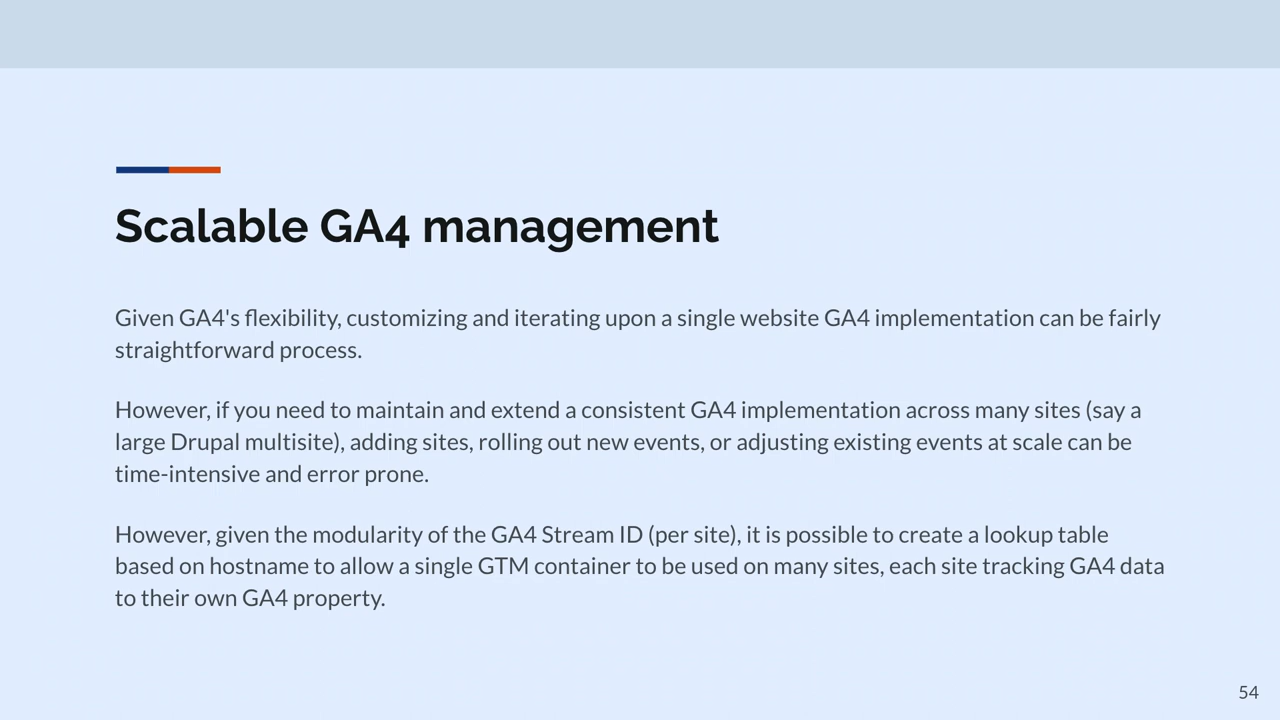 Scalable GA4 management
Given GA4's flexibility, customizing and iterating upon a single website GA4 implementation can be fairly
straightforward process.
However, if you need to maintain and extend a consistent GA4 implementation across many sites (say a
large Drupal multisite), adding sites, rolling out new events, or adjusting existing events at scale can be
time-intensive and error prone.
However, given the modularity of the GA4 Stream ID (per site), it is possible to create a lookup table
based on hostname to allow a single GTM container to be used on many sites, each site tracking GA4 data
to their own GA4 property.
54